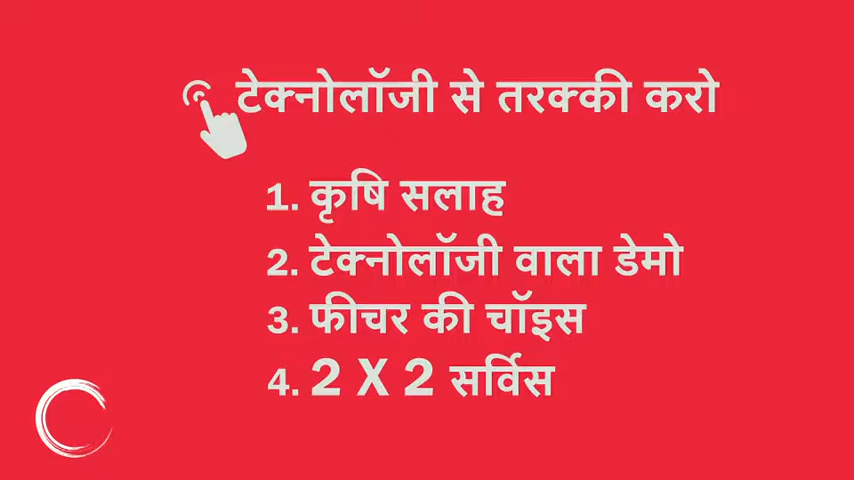 टेक्नोलॉजी से तरक्की करो
1. कृषि सलाह
2. टेक्नोलॉजी वाला डेमो
3. फीचर की चॉइस
4. 2 X 2 सर्विस